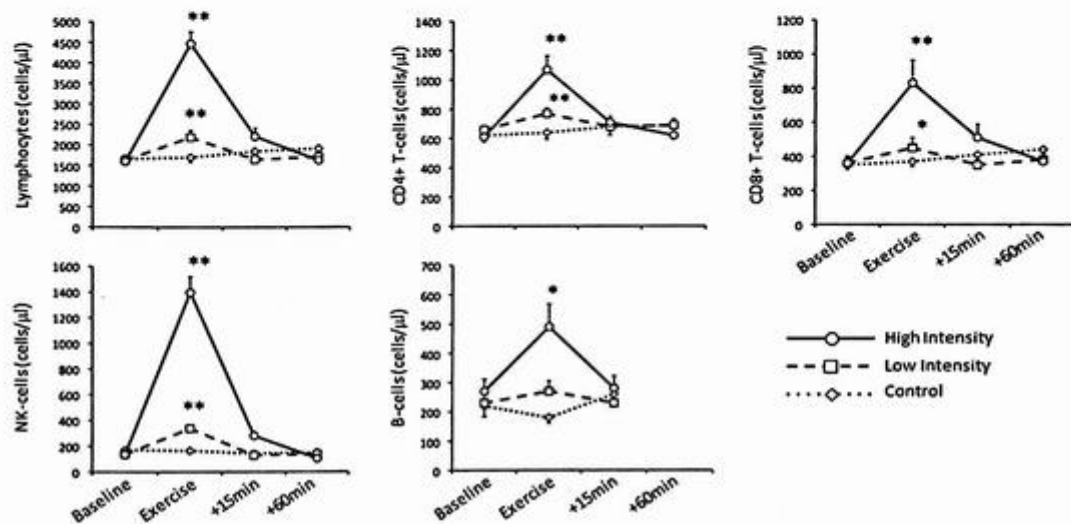 Lymphocytes (cells/µl)
5000
4500
4000
3500
3000
2500
2000
1500
1000
500
0
**
**
CD4+ T-cells (cells/µl)
1400
1200
1000
800
600
400
200
0
**
**
CD8+ T-cells (cells/µl)
1200
1000
800
600
400
200
0
**
*
Baseline
Exercise
+15min
+60min
NK-cells (cells/µl)
1600
1400
1200
1000
800
600
400
200
0
**
**
Baseline
Exercise
+15min
+60min
B-cells (cells/µl)
700
600
500
400
300
200
100
0
*
Baseline
Exercise
+15min
+60min
High Intensity
Low Intensity
Control